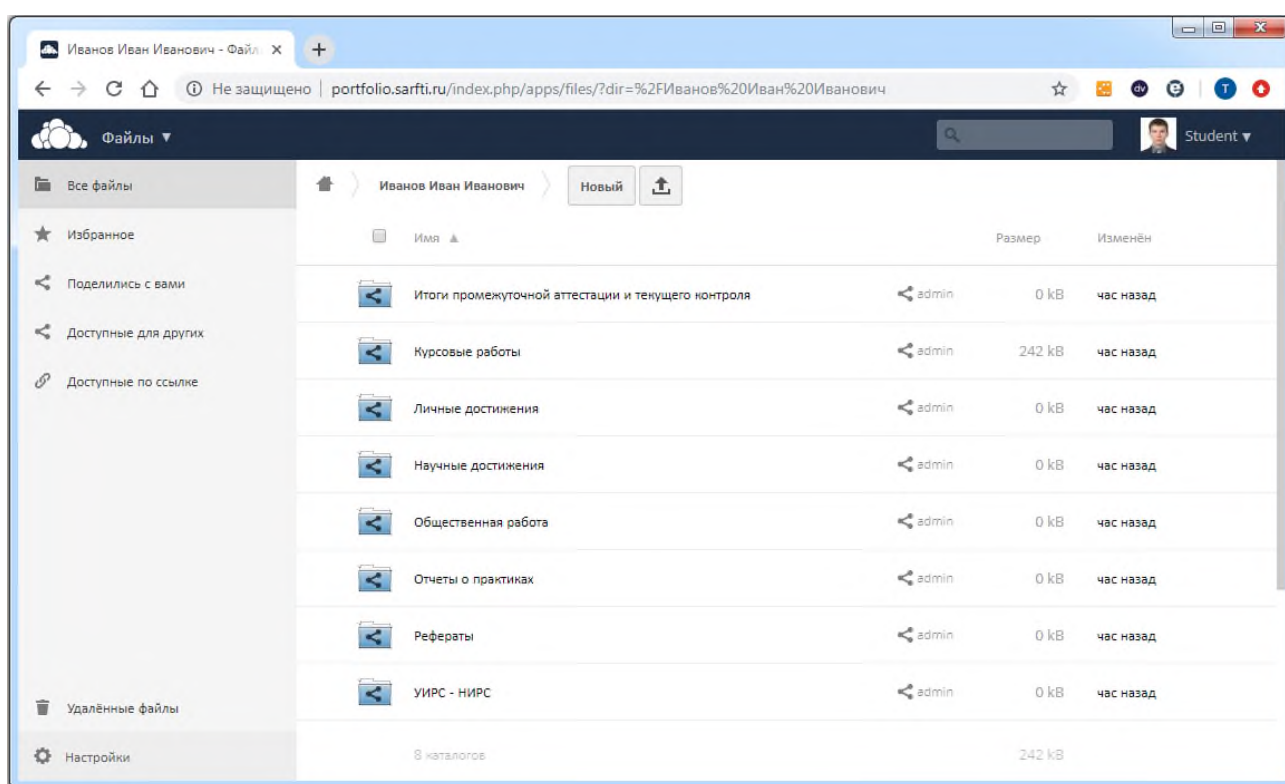 Иванов Иван Иванович - Файл
Не защищено | portfolio.sarfti.ru/index.php/apps/files/?dir=%2FИванов%20Иван%20Иванович
dv
T
Файлы ▼
Student ▼
Все файлы
Избранное
Поделились с вами
Доступные для других
Доступные по ссылке
Удалённые файлы
Настройки
Иванов Иван Иванович
Новый
Имя ▲ Размер Изменён
Итоги промежуточной аттестации и текущего контроля admin 0 kB час назад
Курсовые работы admin 242 kB час назад
Личные достижения admin 0 kB час назад
Научные достижения admin 0 kB час назад
Общественная работа admin 0 kB час назад
Отчеты о практиках admin 0 kB час назад
Рефераты admin 0 kB час назад
УИРС - НИРС admin 0 kB час назад
8 каталогов 242 kB